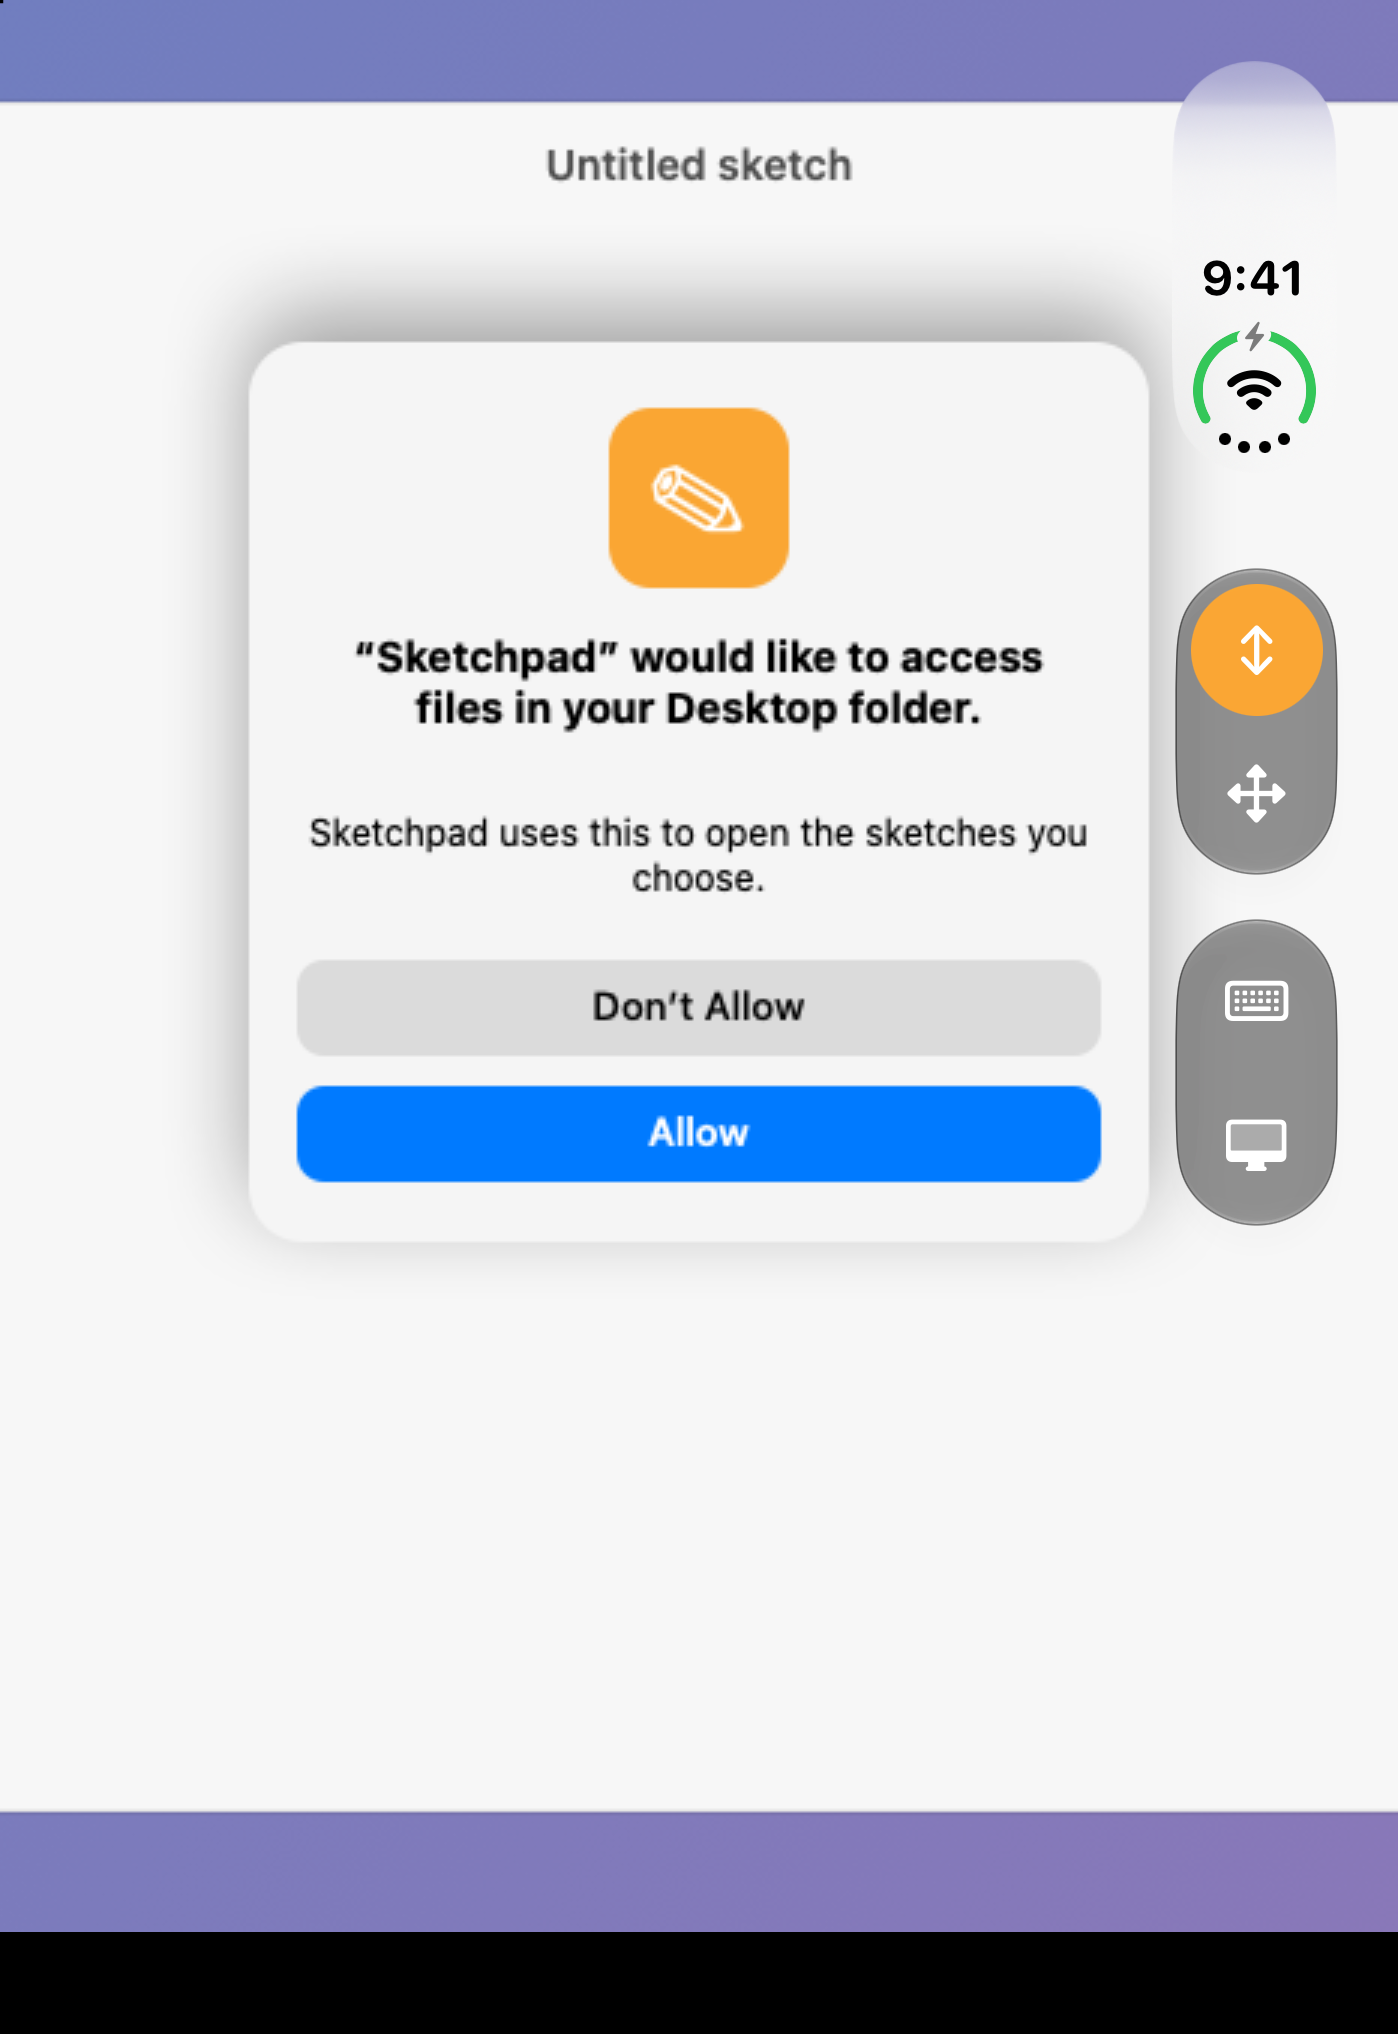 Untitled sketch
9:41
“Sketchpad” would like to access
files in your Desktop folder.
Sketchpad uses this to open the sketches you
choose.
Don’t Allow
Allow